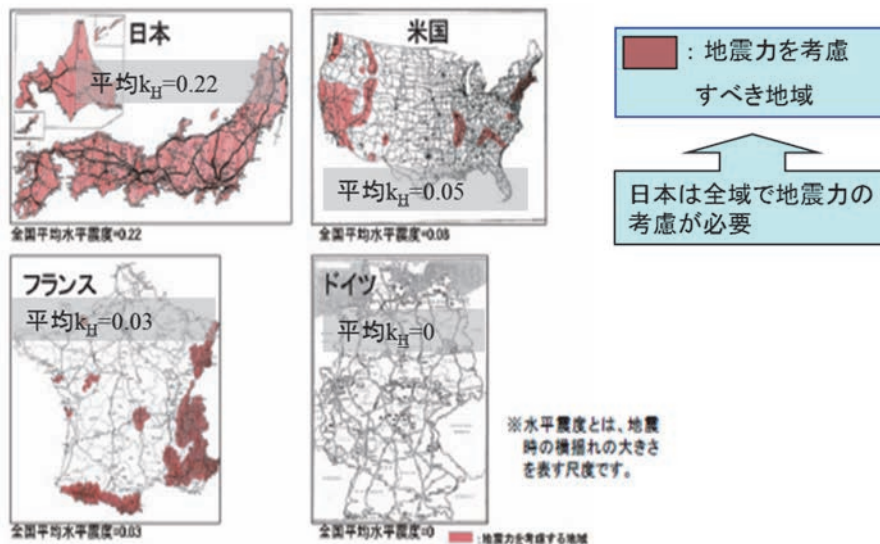 日本
平均kH=0.22
全国平均水平震度=0.22
米国
平均kH=0.05
全国平均水平震度=0.08
：地震力を考慮
すべき地域
日本は全域で地震力の
考慮が必要
フランス
平均kH=0.03
全国平均水平震度=0.03
ドイツ
平均kH=0
全国平均水平震度=0
※水平震度とは、地震
時の横揺れの大きさ
を表す尺度です。
：地震力を考慮する地域